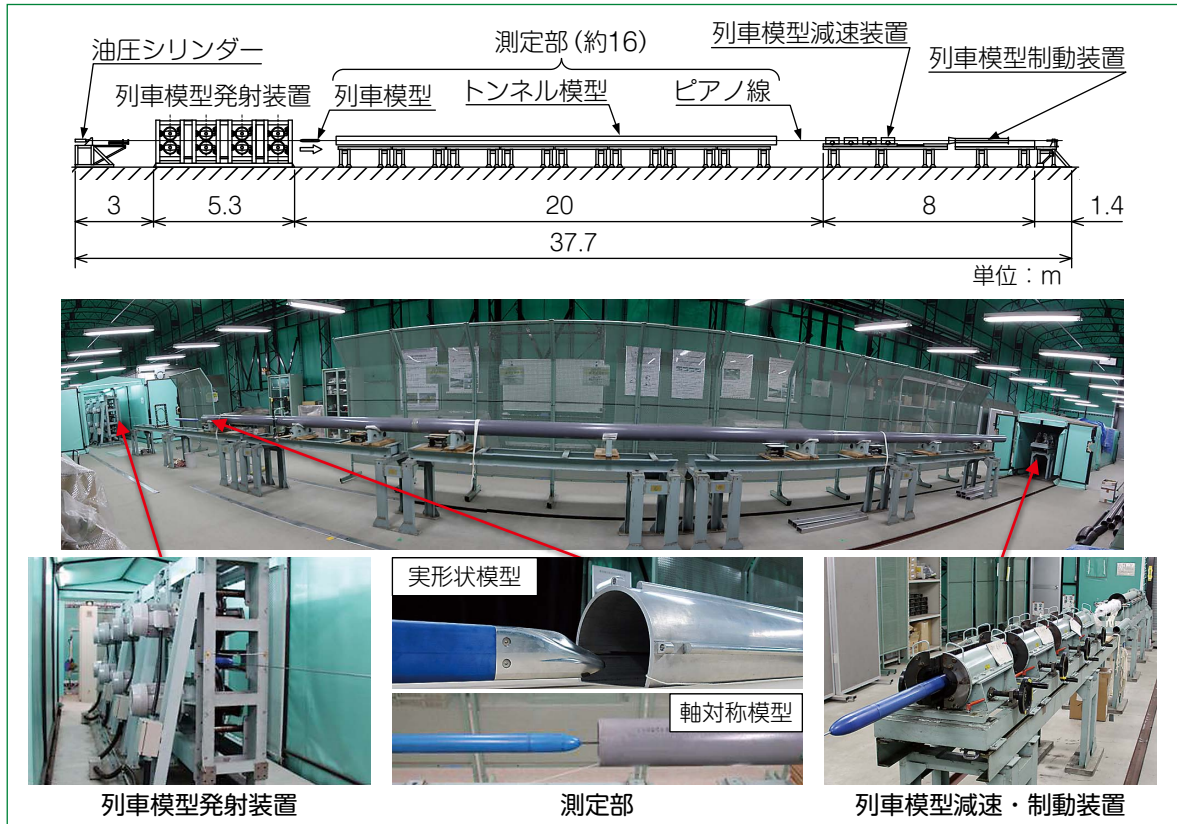 油圧シリンダー
列車模型発射装置
列車模型
測定部(約16)
トンネル模型
ピアノ線
列車模型減速装置
列車模型制動装置
3
5.3
20
8
1.4
37.7
単位：m
実形状模型
軸対称模型
列車模型発射装置
測定部
列車模型減速・制動装置